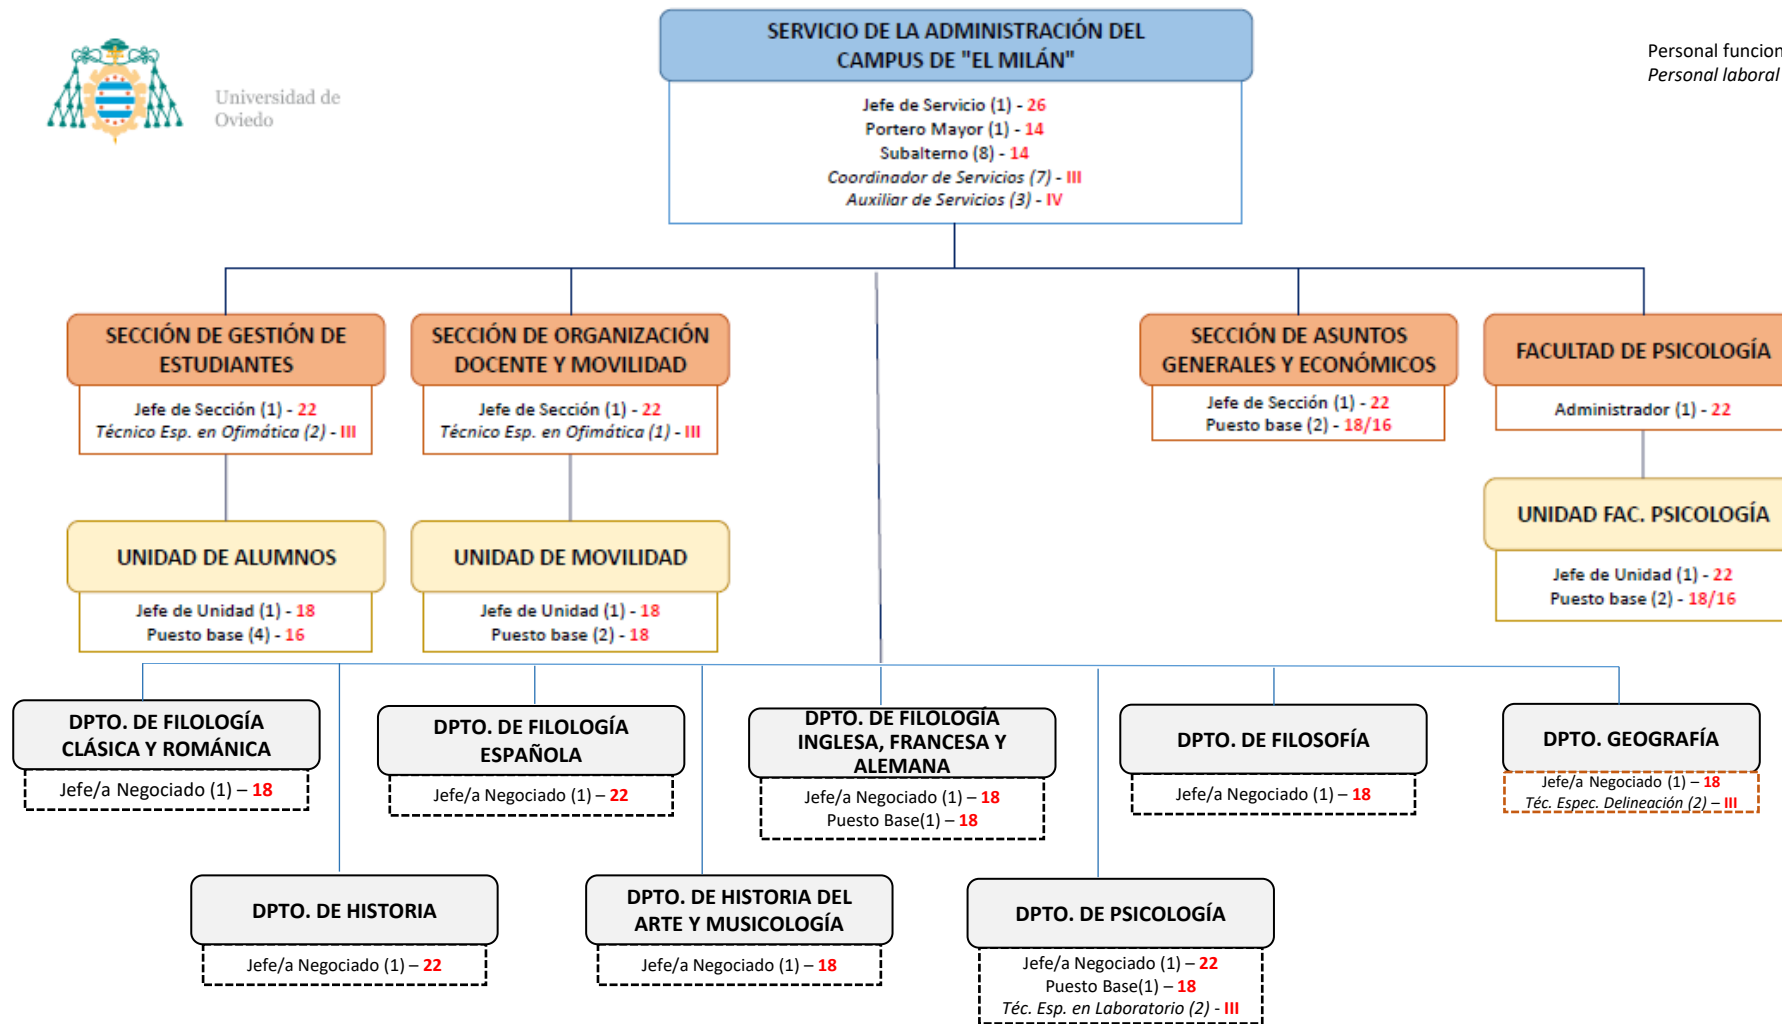 Universidad de
Oviedo
SERVICIO DE LA ADMINISTRACIÓN DEL
CAMPUS DE "EL MILÁN"
Jefe de Servicio (1) - 26
Portero Mayor (1) - 14
Subalterno (8) - 14
Coordinador de Servicios (7) - III
Auxiliar de Servicios (3) - IV
Personal funcion
Personal laboral
SECCIÓN DE GESTIÓN DE
ESTUDIANTES
Jefe de Sección (1) - 22
Técnico Esp. en Ofimática (2) - III
SECCIÓN DE ORGANIZACIÓN
DOCENTE Y MOVILIDAD
Jefe de Sección (1) - 22
Técnico Esp. en Ofimática (1) - III
SECCIÓN DE ASUNTOS
GENERALES Y ECONÓMICOS
Jefe de Sección (1) - 22
Puesto base (2) - 18/16
FACULTAD DE PSICOLOGÍA
Administrador (1) - 22
UNIDAD DE ALUMNOS
Jefe de Unidad (1) - 18
Puesto base (4) - 16
UNIDAD DE MOVILIDAD
Jefe de Unidad (1) - 18
Puesto base (2) - 18
UNIDAD FAC. PSICOLOGÍA
Jefe de Unidad (1) - 22
Puesto base (2) - 18/16
DPTO. DE FILOLOGÍA
CLÁSICA Y ROMÁNICA
Jefe/a Negociado (1) – 18
DPTO. DE FILOLOGÍA
ESPAÑOLA
Jefe/a Negociado (1) – 22
DPTO. DE FILOLOGÍA
INGLESA, FRANCESA Y
ALEMANA
Jefe/a Negociado (1) – 18
Puesto Base(1) – 18
DPTO. DE FILOSOFÍA
Jefe/a Negociado (1) – 18
DPTO. GEOGRAFÍA
Jefe/a Negociado (1) – 18
Téc. Espec. Delineación (2) – III
DPTO. DE HISTORIA
Jefe/a Negociado (1) – 22
DPTO. DE HISTORIA DEL
ARTE Y MUSICOLOGÍA
Jefe/a Negociado (1) – 18
DPTO. DE PSICOLOGÍA
Jefe/a Negociado (1) – 22
Puesto Base(1) – 18
Téc. Esp. en Laboratorio (2) - III